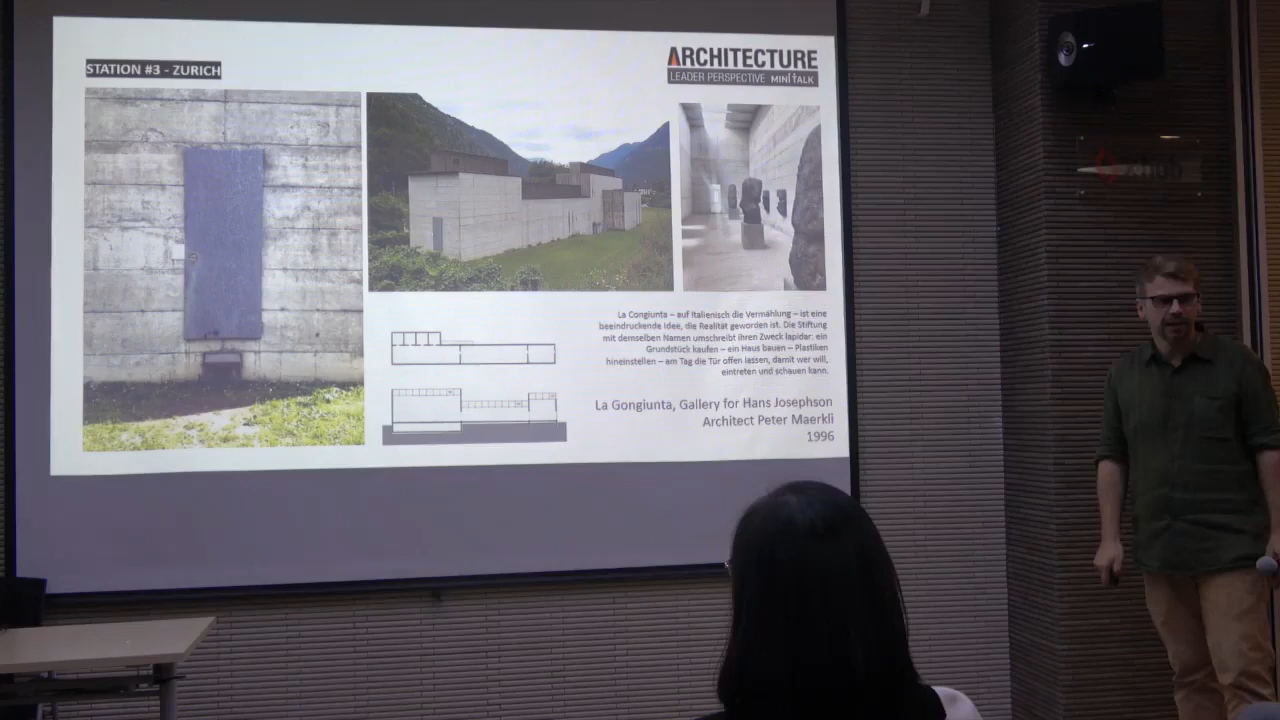 STATION #3 - ZURICH
ARCHITECTURE
LEADER PERSPECTIVE MINITALK
La Congiunta – auf Italienisch die Vermählung – ist eine
beeindruckende Idee, die Realität geworden ist. Die Stiftung
mit demselben Namen umschreibt ihren Zweck lapidar: ein
Grundstück kaufen – ein Haus bauen – Plastiken
hineinstellen – am Tag die Tür offen lassen, damit wer will,
eintreten und schauen kann.
La Gongiunta, Gallery for Hans Josephson
Architect Peter Maerkli
1996